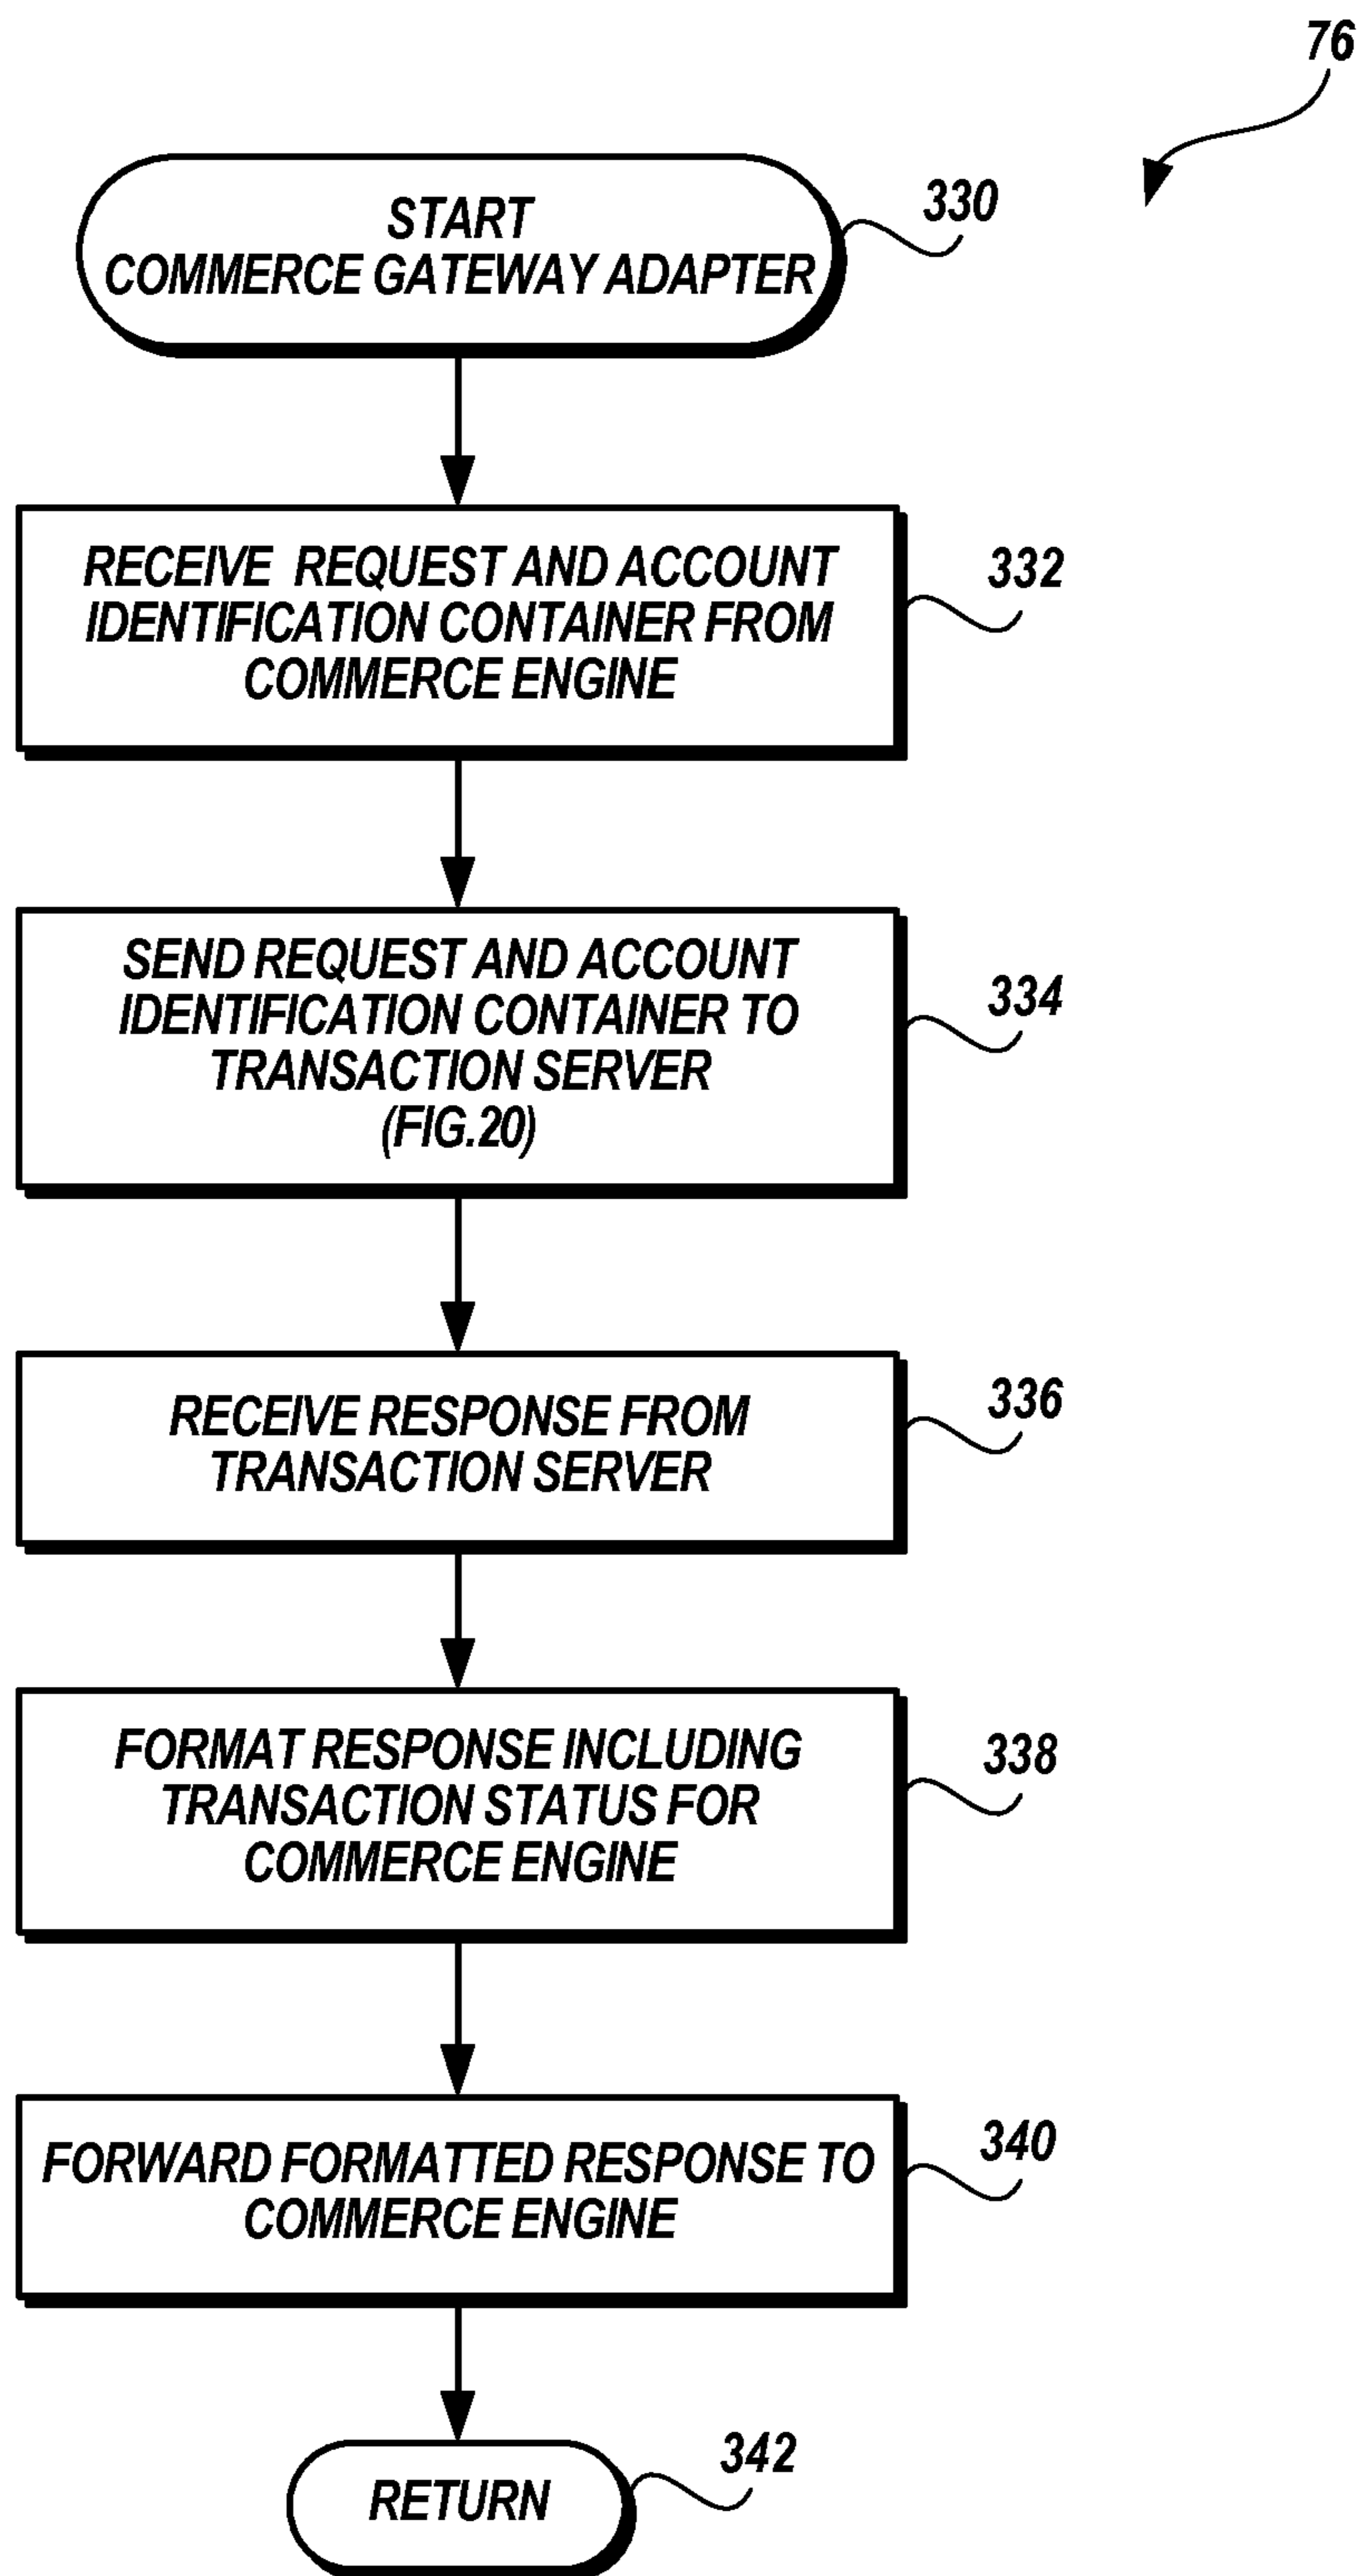 76
START
COMMERCE GATEWAY ADAPTER
330
RECEIVE REQUEST AND ACCOUNT
IDENTIFICATION CONTAINER FROM
COMMERCE ENGINE
332
SEND REQUEST AND ACCOUNT
IDENTIFICATION CONTAINER TO
TRANSACTION SERVER
(FIG.20)
334
RECEIVE RESPONSE FROM
TRANSACTION SERVER
336
FORMAT RESPONSE INCLUDING
TRANSACTION STATUS FOR
COMMERCE ENGINE
338
FORWARD FORMATTED RESPONSE TO
COMMERCE ENGINE
340
RETURN
342